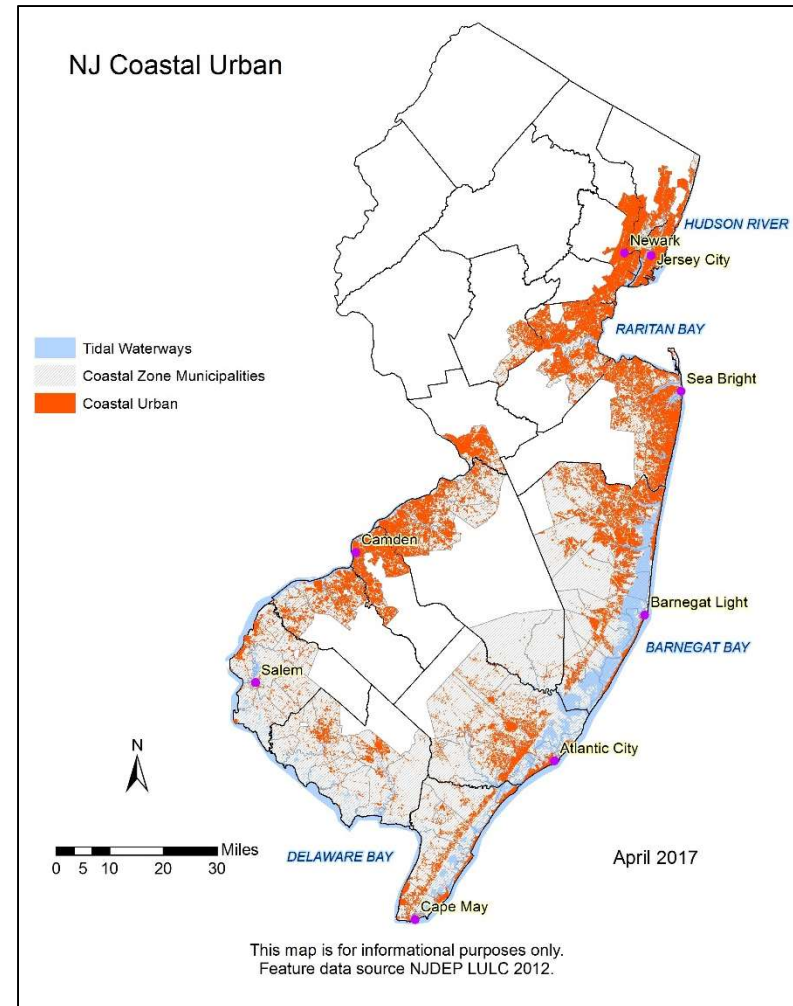 NJ Coastal Urban
HUDSON RIVER
Newark
Jersey City
RARITAN BAY
Tidal Waterways
Coastal Zone Municipalities
Coastal Urban
Sea Bright
Camden
Barnegat Light
BARNEGAT BAY
Salem
N
Atlantic City
Miles
0 5 10 20 30
DELAWARE BAY
April 2017
Cape May
This map is for informational purposes only.
Feature data source NJDEP LULC 2012.